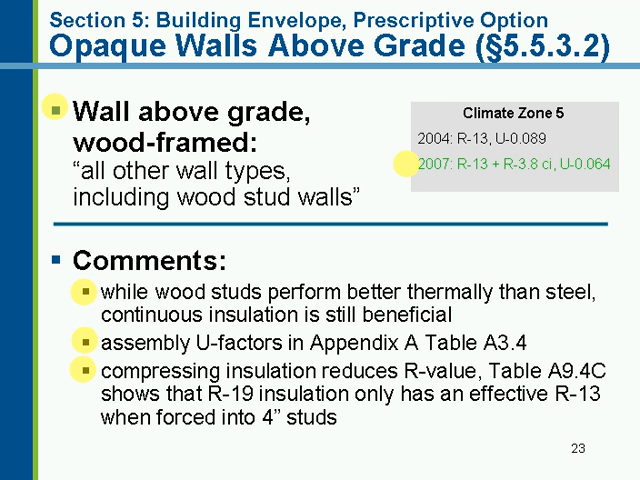 Section 5: Building Envelope, Prescriptive Option
Opaque Walls Above Grade (§5.5.3.2)
▪ Wall above grade,
wood-framed:
“all other wall types,
including wood stud walls”
Climate Zone 5
2004: R-13, U-0.089
2007: R-13 + R-3.8 ci, U-0.064
▪ Comments:
▪ while wood studs perform better thermally than steel,
continuous insulation is still beneficial
▪ assembly U-factors in Appendix A Table A3.4
▪ compressing insulation reduces R-value, Table A9.4C
shows that R-19 insulation only has an effective R-13
when forced into 4” studs
23